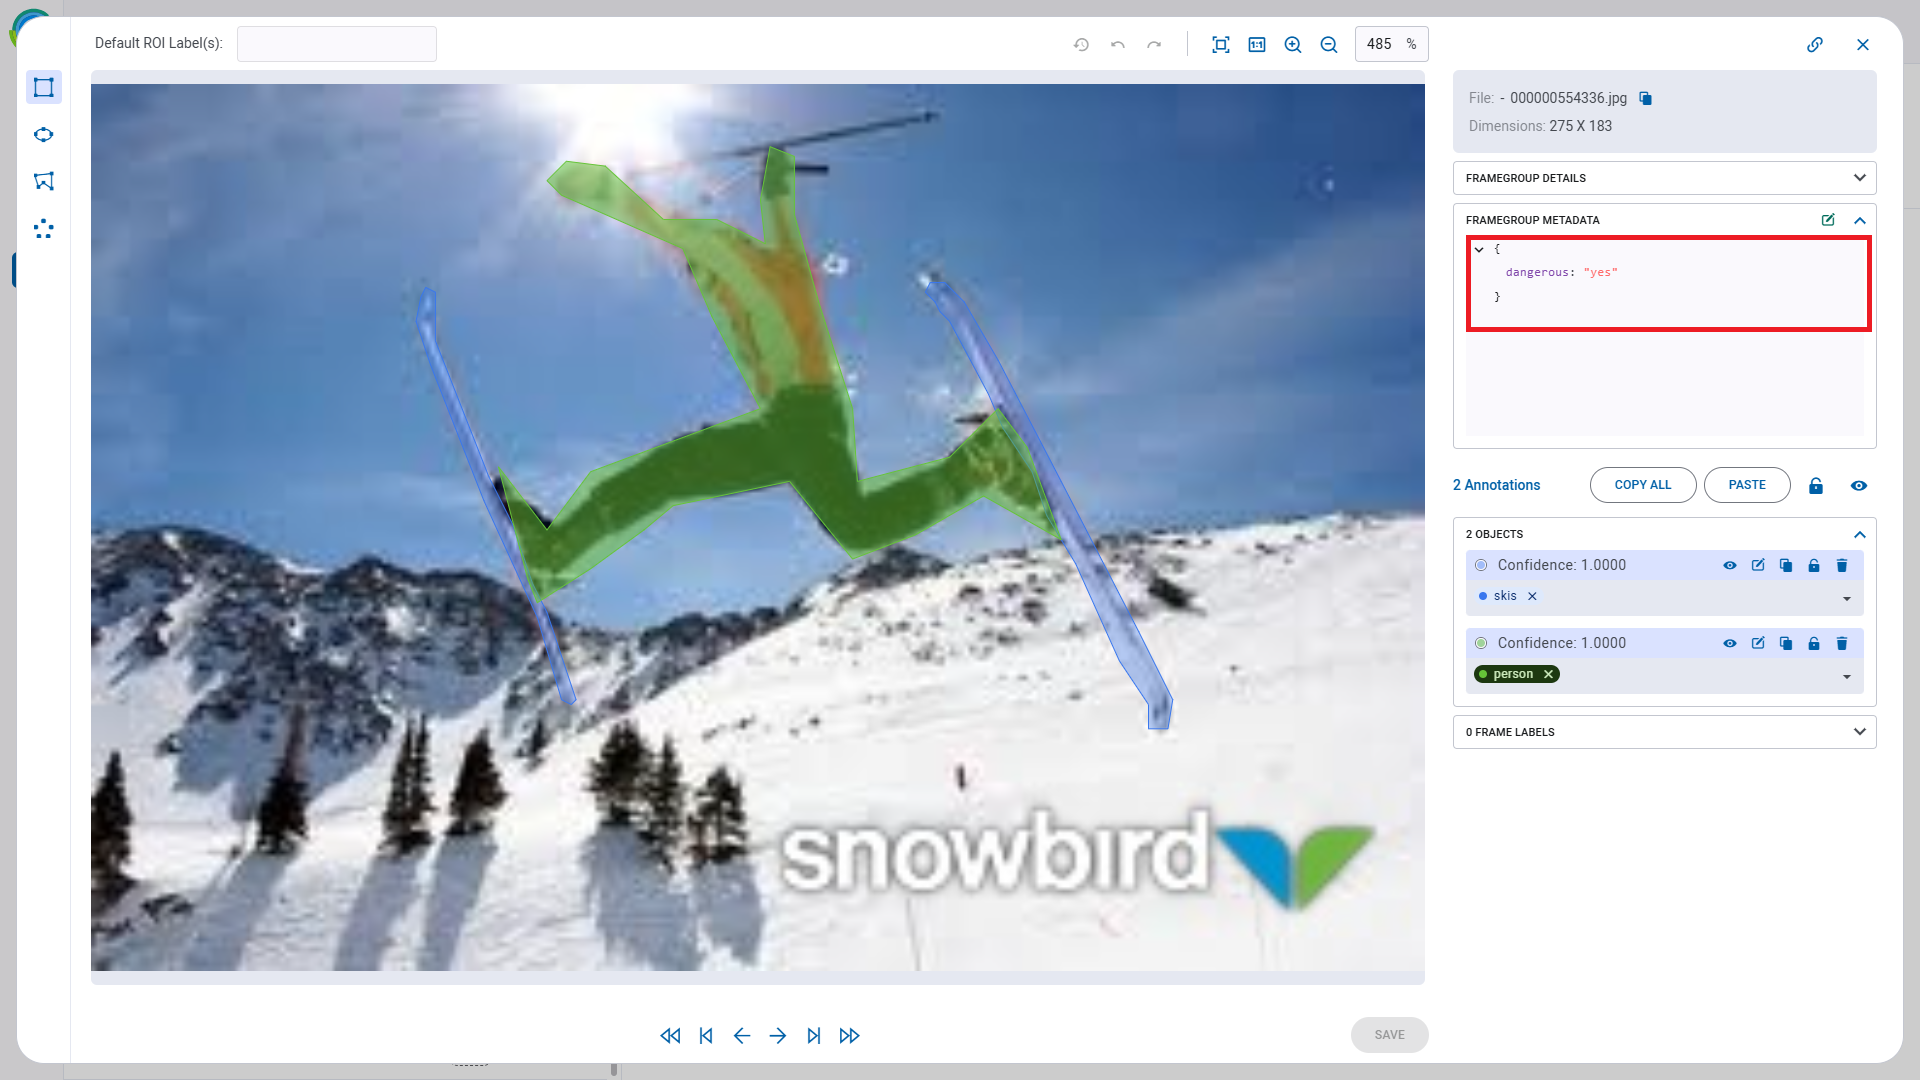 Default ROI Label(s):
485 %
File: - 000000554336.jpg
Dimensions: 275 X 183
FRAMEGROUP DETAILS
FRAMEGROUP METADATA
{
dangerous: "yes"
}
2 Annotations COPY ALL PASTE
2 OBJECTS
Confidence: 1.0000
skis
Confidence: 1.0000
person
0 FRAME LABELS
snowbird
SAVE